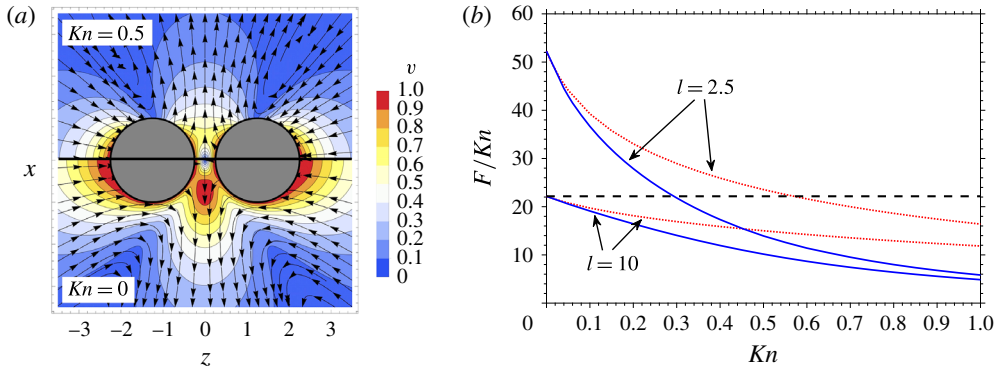 (a)
Kn = 0.5
Kn = 0
x
−3 −2 −1 0 1 2 3
z
v
1.0
0.9
0.8
0.7
0.6
0.5
0.4
0.3
0.2
0.1
0
(b)
60
50
40
30
20
10
0 0.1 0.2 0.3 0.4 0.5 0.6 0.7 0.8 0.9 1.0
F/Kn
Kn
l = 2.5
l = 10